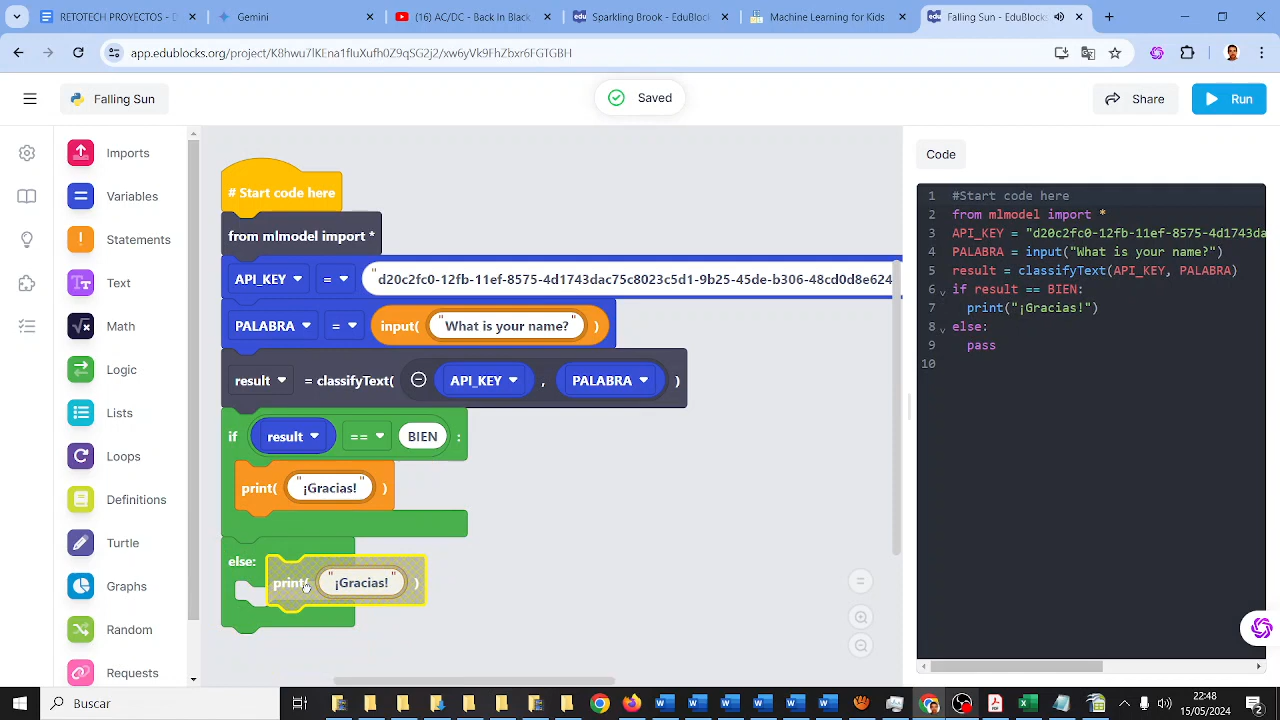 RETOTECH PRODUCTOS - D
Gemini
(16) AC/DC - Back In Black
Sparkling Brook - EduBlocks
Machine Learning for Kids
Falling Sun - EduBlocks
app.edublocks.org/project/K8hwu7lKEna1fluXufh0Z9qSG2j2/xw6yVk9FhZbxr6FGTGBH
Falling Sun
Saved
Share
Run
Imports
Variables
Statements
Text
Math
Logic
Lists
Loops
Definitions
Turtle
Graphs
Random
Requests
# Start code here
from mlmodel import *
API_KEY = "d20c2fc0-12fb-11ef-8575-4d1743dac75c8023c5d1-9b25-45de-b306-48cd0d8e624
PALABRA = input( "What is your name?" )
result = classifyText( API_KEY , PALABRA )
if result == BIEN :
print( "¡Gracias!" )
else:
print( "¡Gracias!" )
Code
1 #Start code here
2 from mlmodel import *
3 API_KEY = "d20c2fc0-12fb-11ef-8575-4d1743da
4 PALABRA = input("What is your name?")
5 result = classifyText(API_KEY, PALABRA)
6 if result == BIEN:
7 print("¡Gracias!")
8 else:
9 pass
10
Buscar
22:48
15/05/2024
2